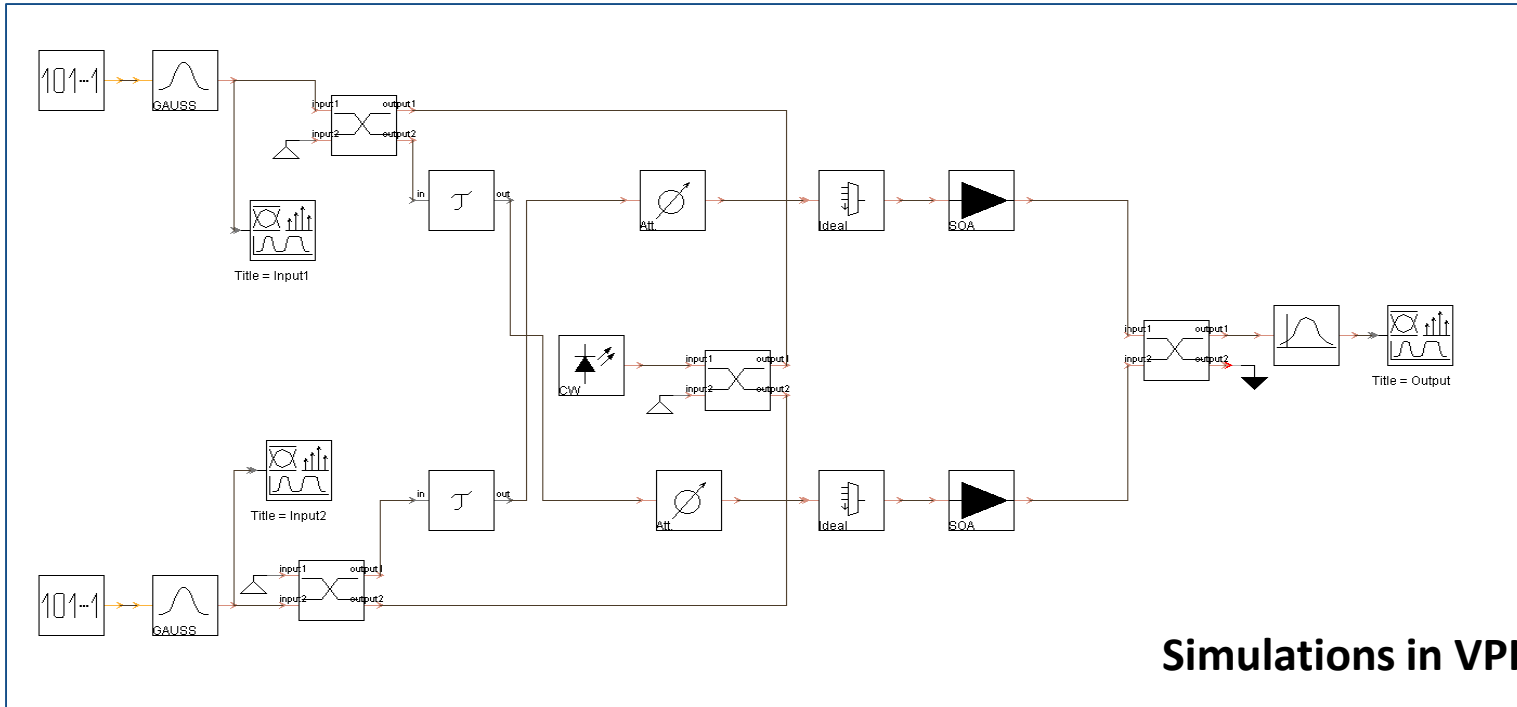 101...1
GAUSS
input1
output1
input2
output2
in
τ
out
Att.
Ideal
SOA
Title = Input1
CW
input1
output1
input2
output2
input1
output1
input2
output2
Title = Output
Title = Input2
in
τ
out
Att.
Ideal
SOA
input1
output1
input2
output2
101...1
GAUSS
Simulations in VPI